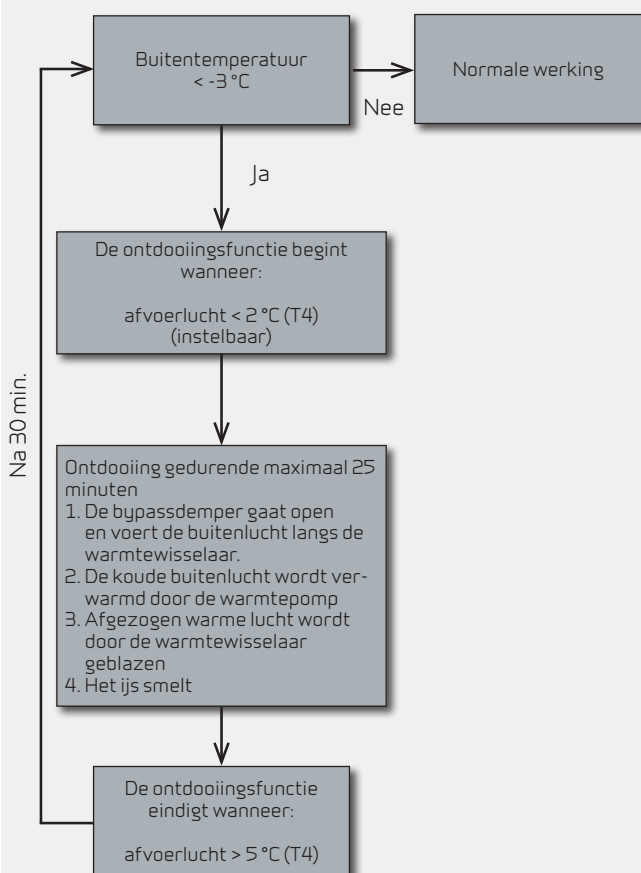 Buitentemperatuur
< -3 °C
Normale werking
Nee
Ja
De ontdooiingsfunctie begint
wanneer:
afvoerlucht < 2 °C (T4)
(instelbaar)
Na 30 min.
Ontdooiing gedurende maximaal 25
minuten
1. De bypassdemper gaat open
en voert de buitenlucht langs de
warmtewisselaar.
2. De koude buitenlucht wordt ver-
warmd door de warmtepomp
3. Afgezogen warme lucht wordt
door de warmtewisselaar
geblazen
4. Het ijs smelt
De ontdooiingsfunctie
eindigt wanneer:
afvoerlucht > 5 °C (T4)